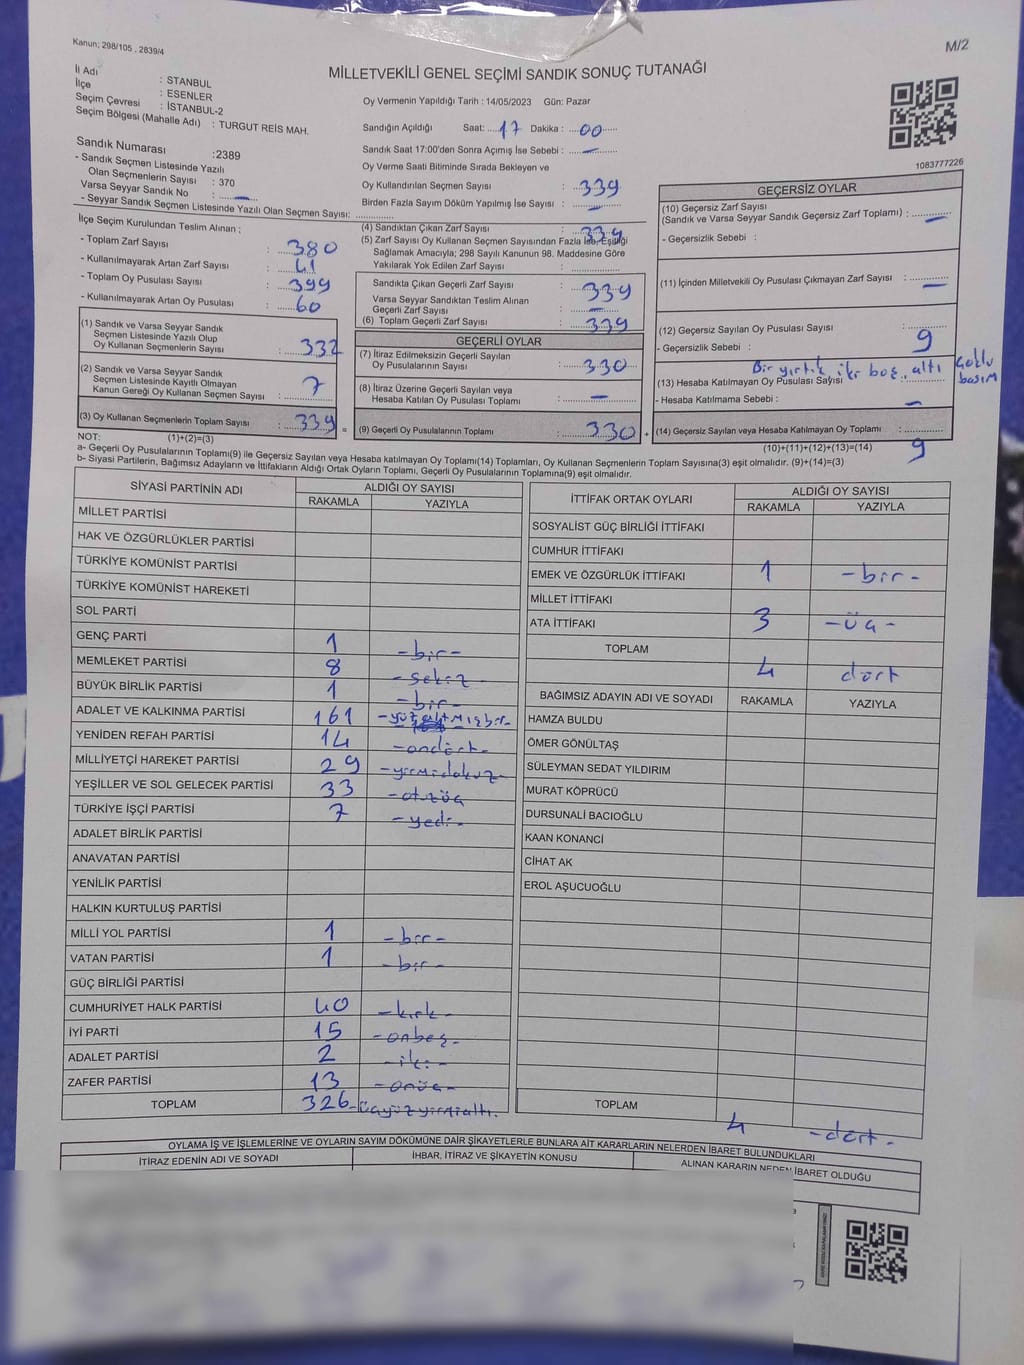 Kanun; 298/105 , 2839/4
M/2
MİLLETVEKİLİ GENEL SEÇİMİ SANDIK SONUÇ TUTANAĞI
İl Adı : STANBUL
İlçe : ESENLER
Seçim Çevresi : İSTANBUL-2
Seçim Bölgesi (Mahalle Adı) : TURGUT REİS MAH.
Oy Vermenin Yapıldığı Tarih : 14/05/2023 Gün: Pazar
Sandığın Açıldığı Saat: 17 Dakika : 00
Sandık Saat 17:00'den Sonra Açımış İse Sebebi : —
Oy Verme Saati Bitiminde Sırada Bekleyen ve
Oy Kullandırılan Seçmen Sayısı : 339
Birden Fazla Sayım Döküm Yapılmış İse Sayısı : —
1083777226
Sandık Numarası :2389
- Sandık Seçmen Listesinde Yazılı
Olan Seçmenlerin Sayısı : 370
Varsa Seyyar Sandık No : —
- Seyyar Sandık Seçmen Listesinde Yazılı Olan Seçmen Sayısı:
İlçe Seçim Kurulundan Teslim Alınan ;
- Toplam Zarf Sayısı : 380
- Kullanılmayarak Artan Zarf Sayısı : 41
- Toplam Oy Pusulası Sayısı : 399
- Kullanılmayarak Artan Oy Pusulası : 60
(1) Sandık ve Varsa Seyyar Sandık
Seçmen Listesinde Yazılı Olup
Oy Kullanan Seçmenlerin Sayısı : 332
(2) Sandık ve Varsa Seyyar Sandık
Seçmen Listesinde Kayıtlı Olmayan
Kanun Gereği Oy Kullanan Seçmen Sayısı : 7
(3) Oy Kullanan Seçmenlerin Toplam Sayısı : 339 =
(4) Sandıktan Çıkan Zarf Sayısı : 339
(5) Zarf Sayısı Oy Kullanan Seçmen Sayısından Fazla İse, Eşitliği
Sağlamak Amacıyla; 298 Sayılı Kanunun 98. Maddesine Göre
Yakılarak Yok Edilen Zarf Sayısı :
Sandıkta Çıkan Geçerli Zarf Sayısı : 339
Varsa Seyyar Sandıktan Teslim Alınan
Geçerli Zarf Sayısı : —
(6) Toplam Geçerli Zarf Sayısı : 339
GEÇERLİ OYLAR
(7) İtiraz Edilmeksizin Geçerli Sayılan
Oy Pusulasının Sayısı : 330
(8) İtiraz Üzerine Geçerli Sayılan veya
Hesaba Katılan Oy Pusulası Toplamı : —
(9) Geçerli Oy Pusulalarının Toplamı : 330 +
GEÇERSİZ OYLAR
(10) Geçersiz Zarf Sayısı
(Sandık ve Varsa Seyyar Sandık Geçersiz Zarf Toplamı) : —
- Geçersizlik Sebebi :
(11) İçinden Milletvekili Oy Pusulası Çıkmayan Zarf Sayısı : —
(12) Geçersiz Sayılan Oy Pusulası Sayısı : 9
- Geçersizlik Sebebi :
Bir yırtık, iki boş, altı çoklu basım
(13) Hesaba Katılmayan Oy Pusulası Sayısı :
- Hesaba Katılmama Sebebi : —
(14) Geçersiz Sayılan veya Hesaba Katılmayan Oy Toplamı : 9
(10)+(11)+(12)+(13)=(14)
NOT: (1)+(2)=(3)
a- Geçerli Oy Pusulalarının Toplamı(9) ile Geçersiz Sayılan veya Hesaba katılmayan Oy Toplamı(14) Toplamları, Oy Kullanan Seçmenlerin Toplam Sayısına(3) eşit olmalıdır. (9)+(14)=(3)
b- Siyasi Partilerin, Bağımsız Adayların ve İttifakların Aldığı Ortak Oyların Toplamı, Geçerli Oy Pusulalarının Toplamına(9) eşit olmalıdır.
SİYASİ PARTİNİN ADI ALDIĞI OY SAYISI
RAKAMLA YAZIYLA
MİLLET PARTİSİ
HAK VE ÖZGÜRLÜKLER PARTİSİ
TÜRKİYE KOMÜNİST PARTİSİ
TÜRKİYE KOMÜNİST HAREKETİ
SOL PARTİ
GENÇ PARTİ 1 -bir-
MEMLEKET PARTİSİ 8 -sekiz-
BÜYÜK BİRLİK PARTİSİ 1 -bir-
ADALET VE KALKINMA PARTİSİ 161 -yüzaltmışbir-
YENİDEN REFAH PARTİSİ 14 -ondört-
MİLLİYETÇİ HAREKET PARTİSİ 29 -yirmidokuz-
YEŞİLLER VE SOL GELECEK PARTİSİ 33 -otzüç
TÜRKİYE İŞÇİ PARTİSİ 7 -yedi-
ADALET BİRLİK PARTİSİ
ANAVATAN PARTİSİ
YENİLİK PARTİSİ
HALKIN KURTULUŞ PARTİSİ
MİLLİ YOL PARTİSİ 1 -bir-
VATAN PARTİSİ 1 -bir-
GÜÇ BİRLİĞİ PARTİSİ
CUMHURİYET HALK PARTİSİ 40 -kırk-
İYİ PARTİ 15 -onbeş-
ADALET PARTİSİ 2 -iki-
ZAFER PARTİSİ 13 -onüç-
TOPLAM 326 -üçyüzyirmialtı.
İTTİFAK ORTAK OYLARI ALDIĞI OY SAYISI
RAKAMLA YAZIYLA
SOSYALİST GÜÇ BİRLİĞİ İTTİFAKI
CUMHUR İTTİFAKI
EMEK VE ÖZGÜRLÜK İTTİFAKI 1 -bir-
MİLLET İTTİFAKI
ATA İTTİFAKI 3 -üç-
TOPLAM 4 dört
BAĞIMSIZ ADAYIN ADI VE SOYADI RAKAMLA YAZIYLA
HAMZA BULDU
ÖMER GÖNÜLTAŞ
SÜLEYMAN SEDAT YILDIRIM
MURAT KÖPRÜCÜ
DURSUNALİ BACIOĞLU
KAAN KONANCİ
CİHAT AK
EROL AŞUCUOĞLU
TOPLAM 4 -dört-
OYLAMA İŞ VE İŞLEMLERİNE VE OYLARIN SAYIM DÖKÜMÜNE DAİR ŞİKAYETLERLE BUNLARA AİT KARARLARIN NELERDEN İBARET BULUNDUKLARI
İTİRAZ EDENİN ADI VE SOYADI İHBAR, İTİRAZ VE ŞİKAYETİN KONUSU ALINAN KARARIN NEDEN İBARET OLDUĞU